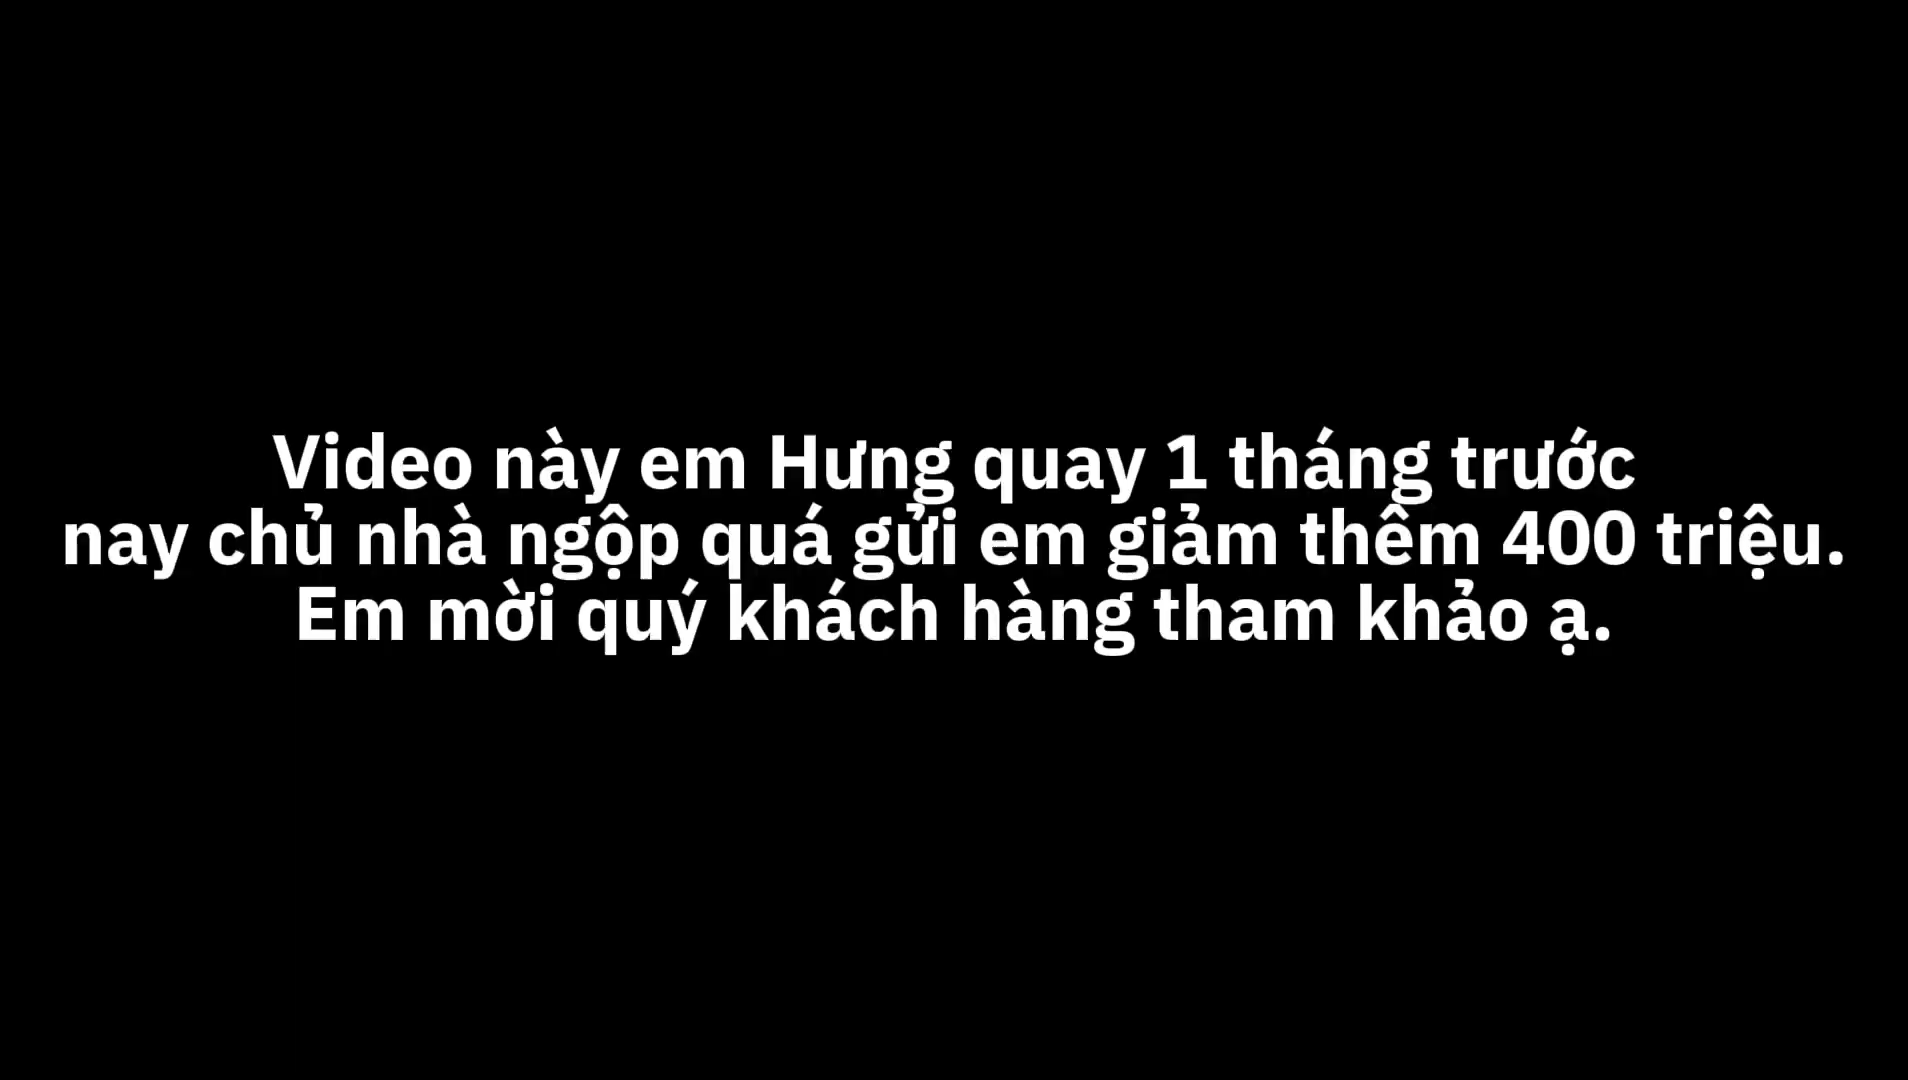 Video này em Hưng quay 1 tháng trước
nay chủ nhà ngộp quá gửi em giảm thêm 400 triệu.
Em mời quý khách hàng tham khảo ạ.